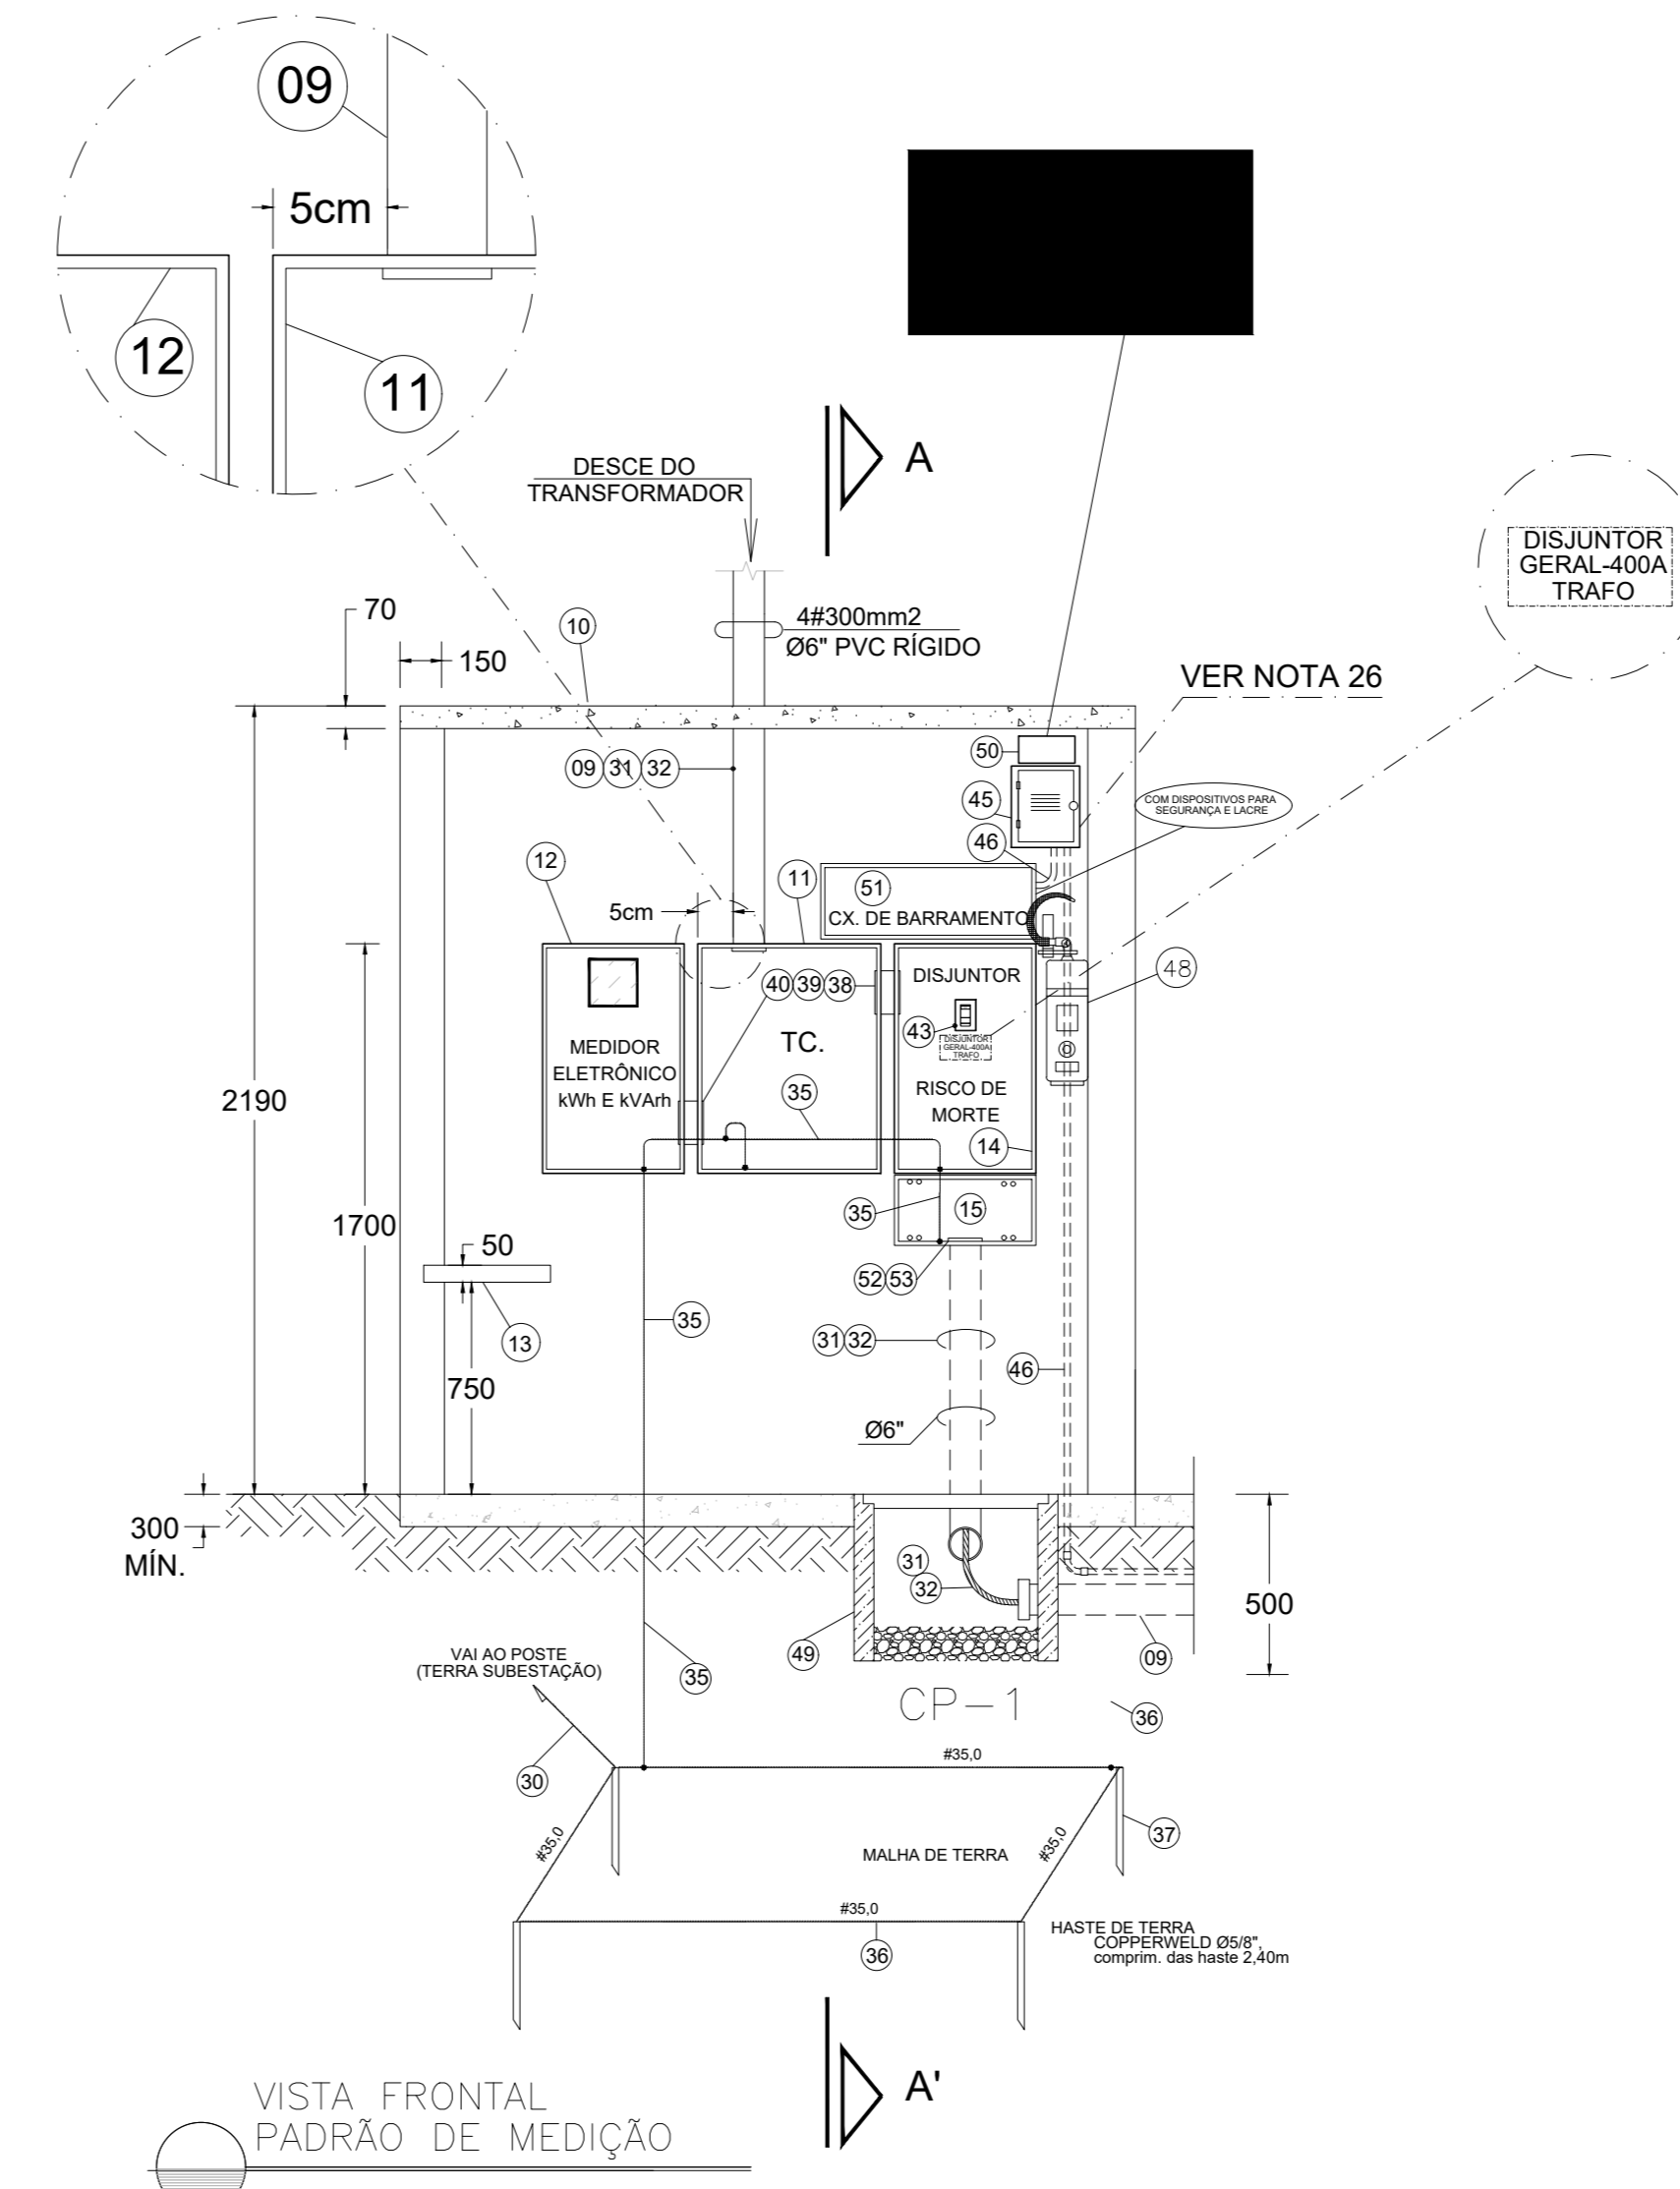 09
5cm
12
11
A
DESCE DO
TRANSFORMADOR
DISJUNTOR
GERAL-400A
TRAFO
70
10
4#300mm2
Ø6" PVC RÍGIDO
150
VER NOTA 26
09 31 32
50
45
COM DISPOSITIVOS PARA
SEGURANÇA E LACRE
46
12
11
51
CX. DE BARRAMENTO
5cm
40 39 38
DISJUNTOR
48
43
DISJUNTOR
GERAL-400A
TRAFO
MEDIDOR
ELETRÔNICO
kWh E kVArh
TC.
35
RISCO DE
MORTE
14
2190
1700
35
15
50
52 53
13
35
31 32
46
750
Ø6"
300
MÍN.
31
32
500
49
09
VAI AO POSTE
(TERRA SUBESTAÇÃO)
35
CP-1
36
30
#35,0
37
#35,0
MALHA DE TERRA
#35,0
#35,0
36
HASTE DE TERRA
COPPERWELD Ø5/8",
comprim. das haste 2,40m
A'
VISTA FRONTAL
PADRÃO DE MEDIÇÃO